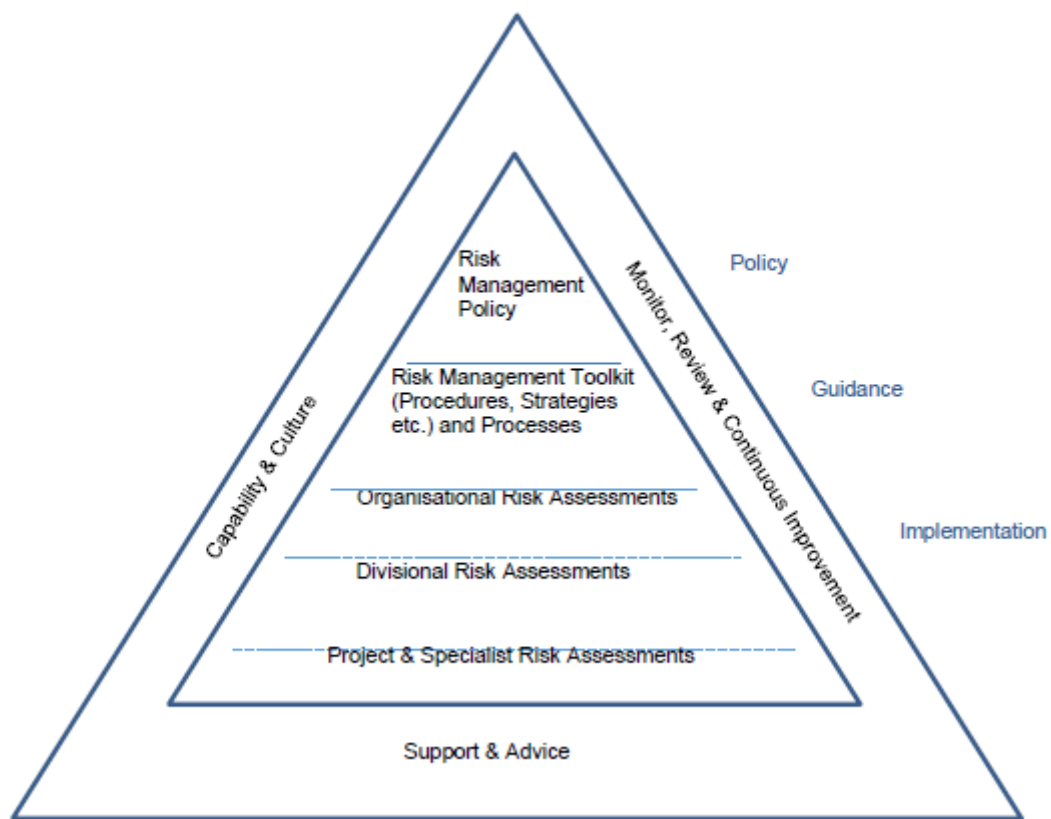 Risk
Management
Policy
Policy
Risk Management Toolkit
(Procedures, Strategies
etc.) and Processes
Guidance
Capability & Culture
Monitor, Review & Continuous Improvement
Organisational Risk Assessments
Implementation
Divisional Risk Assessments
Project & Specialist Risk Assessments
Support & Advice